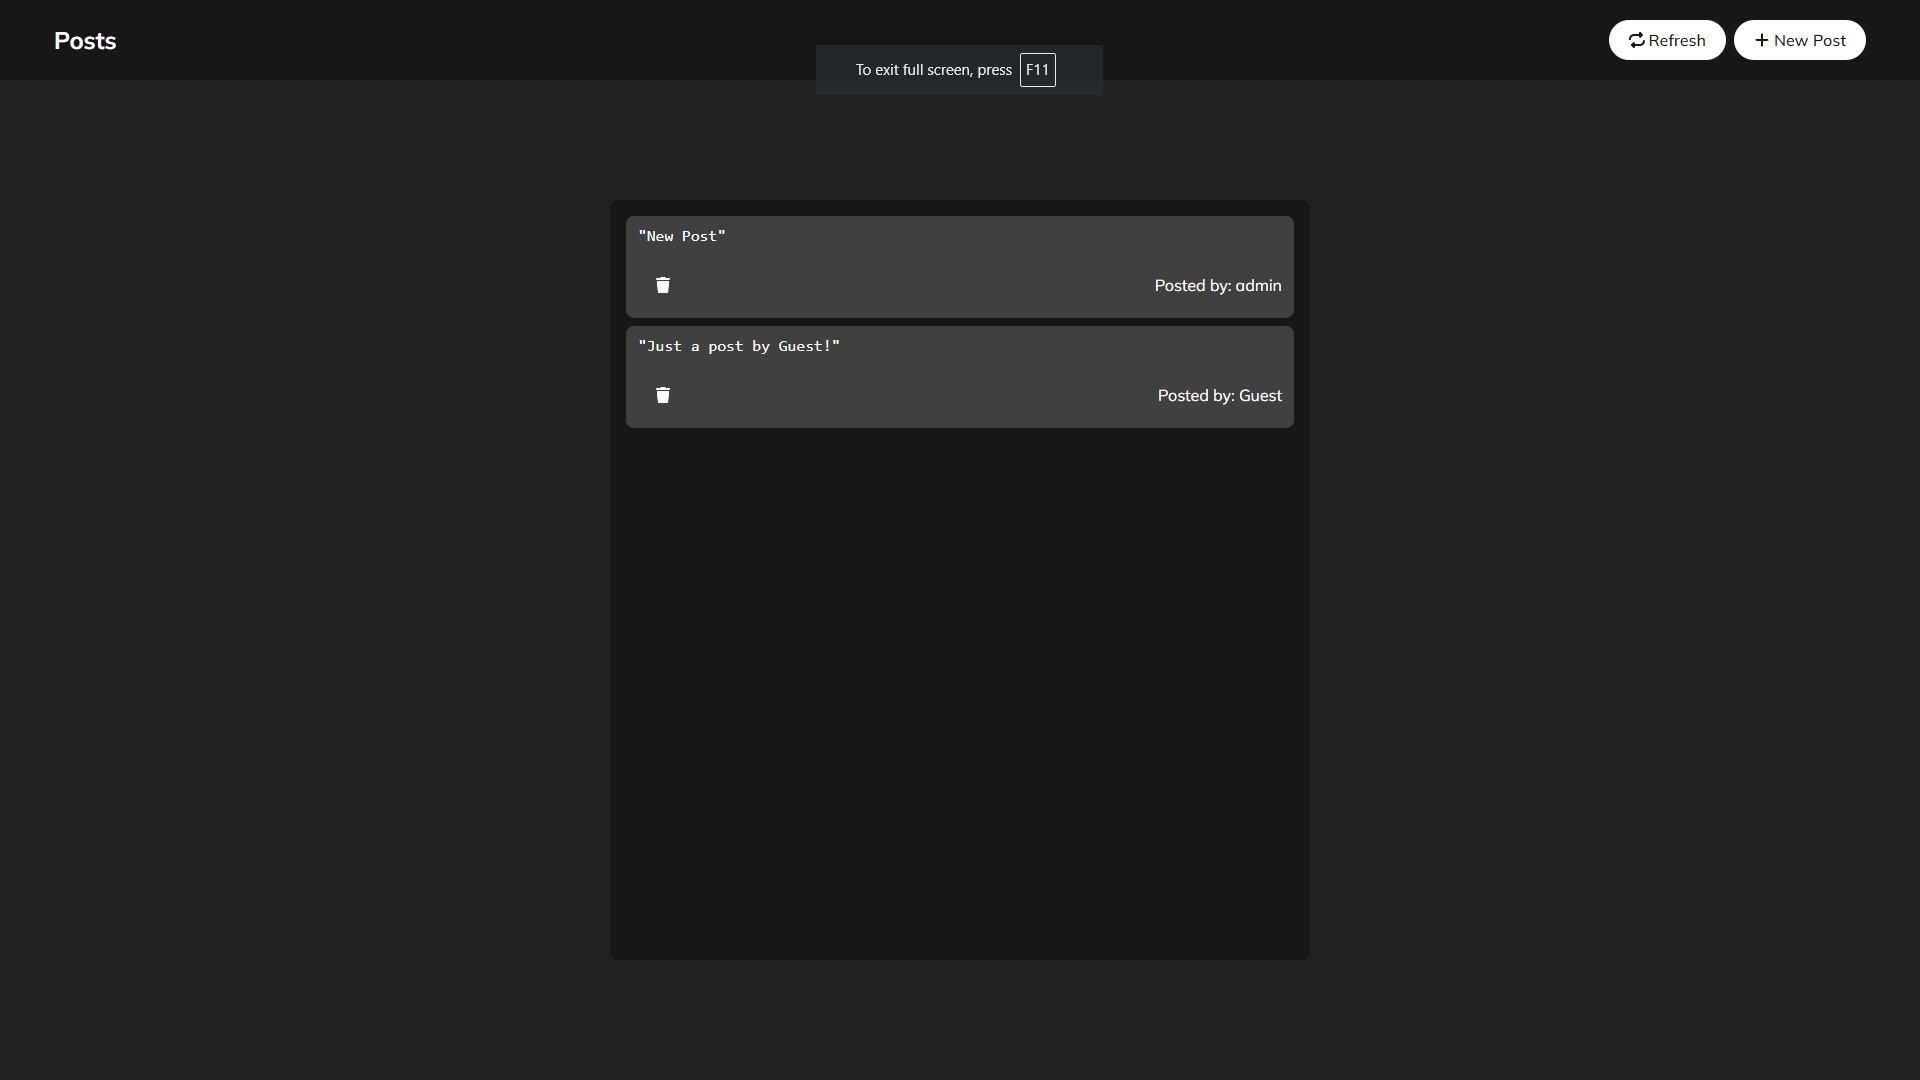 Posts
Refresh
New Post
To exit full screen, press F11
"New Post"
Posted by: admin
"Just a post by Guest!"
Posted by: Guest